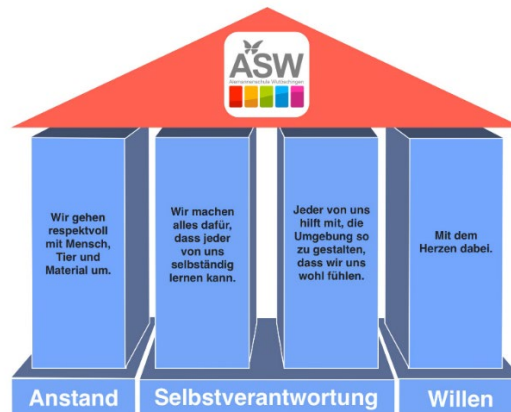 ASW
Alemannenschule Wutöschingen
Wir gehen
respektvoll
mit Mensch,
Tier und
Material um.
Wir machen
alles dafür,
dass jeder
von uns
selbständig
lernen kann.
Jeder von uns
hilft mit, die
Umgebung so
zu gestalten,
dass wir uns
wohl fühlen.
Mit dem
Herzen dabei.
Anstand
Selbstverantwortung
Willen